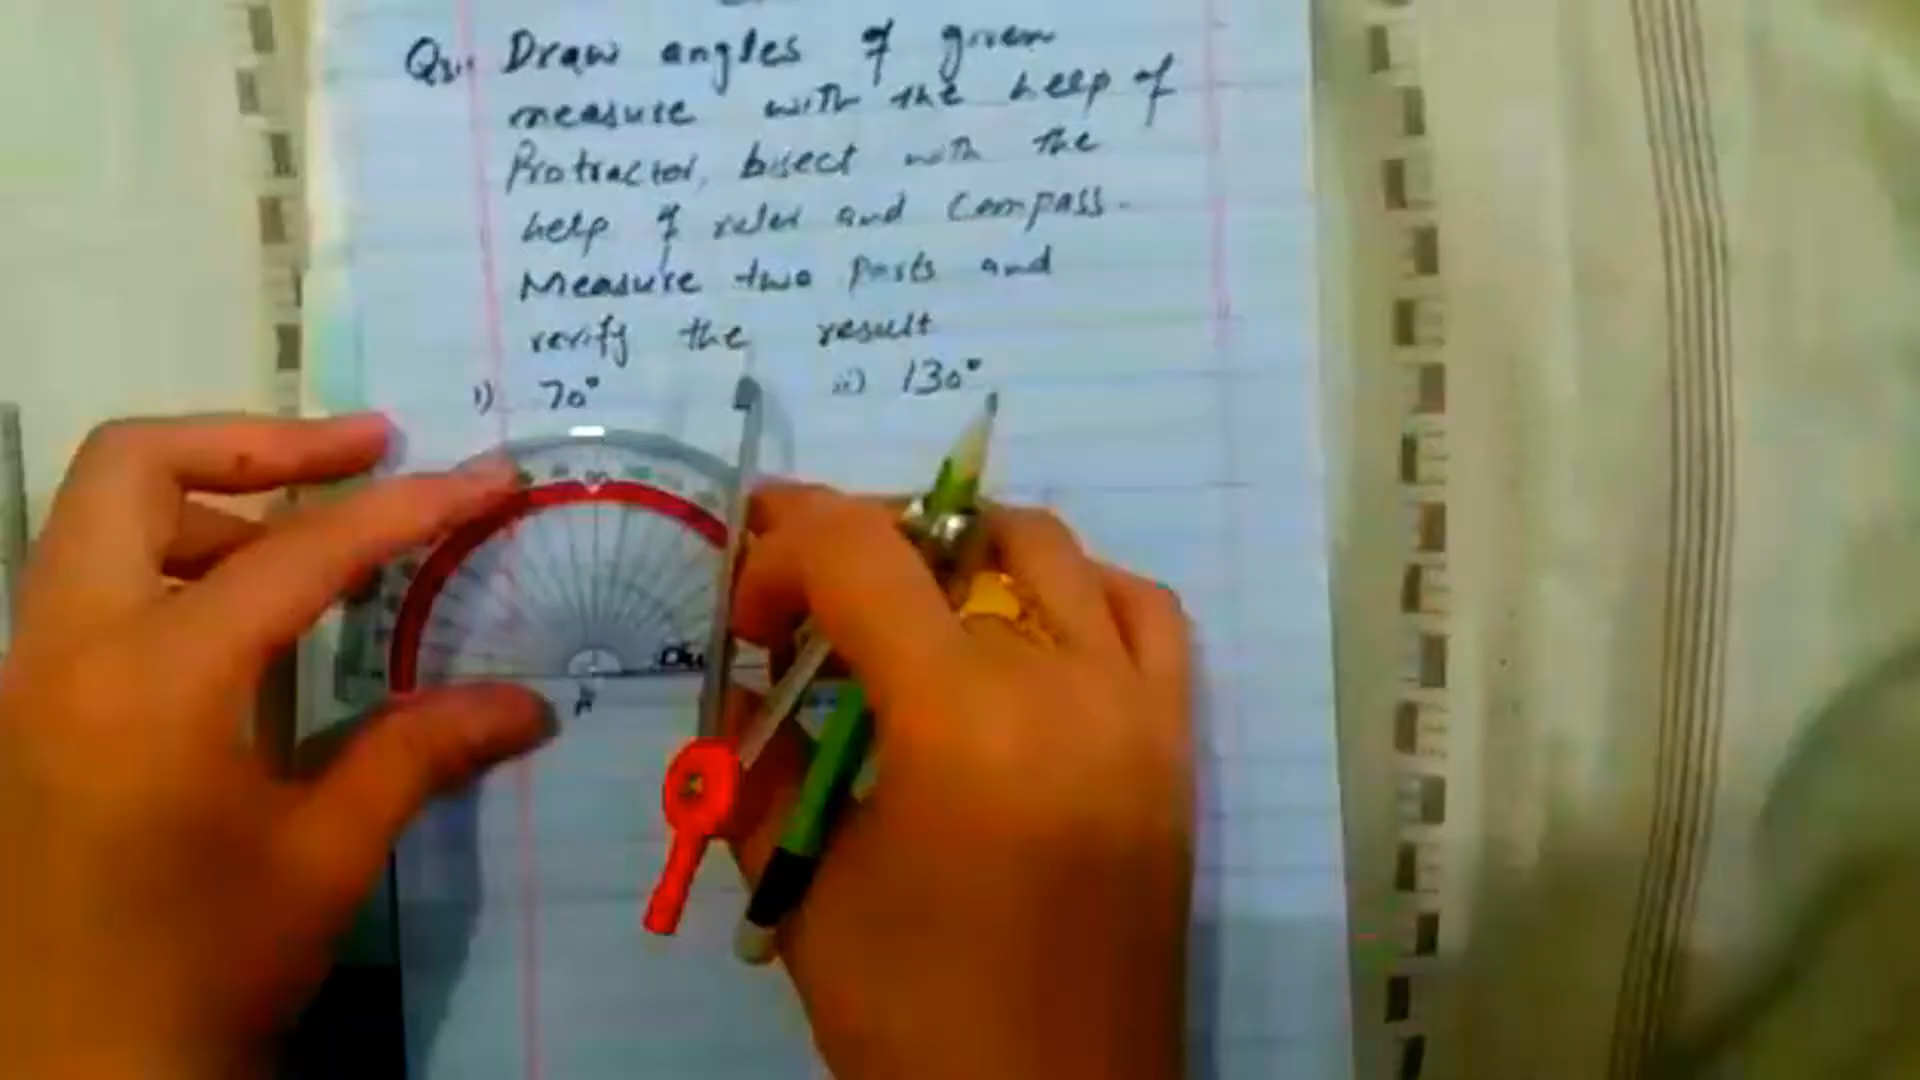 Q2:- Draw angles of given
measure with the help of
Protractor, bisect with the
help of ruler and compass.
Measure two parts and
verify the result
i) 70° ii) 130°
A